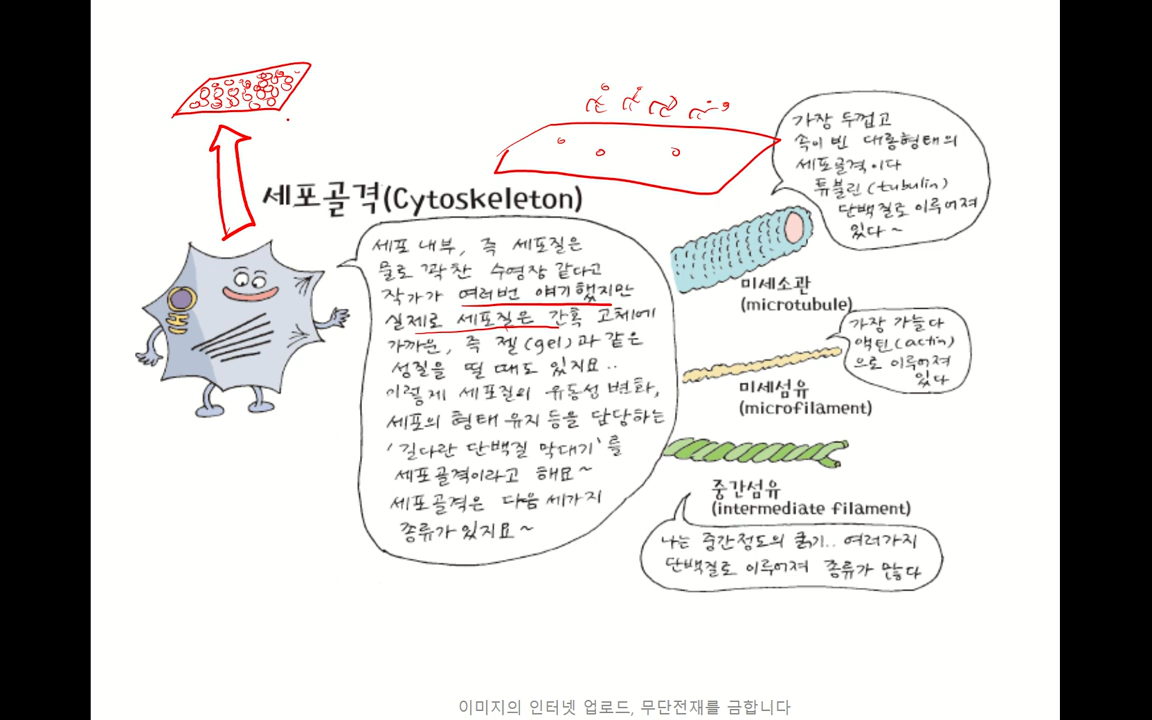 세포골격(Cytoskeleton)
세포 내부, 즉 세포질은
물로 꽉 찬 수영장 같다고
작가가 여러번 얘기했지만
실제로 세포질은 간혹 고체에
가까운, 즉 젤(gel)과 같은
성질을 띌 때도 있지요..
이렇게 세포질의 유동성 변화,
세포의 형태 유지 등을 담당하는
'길다란 단백질 막대기'를
세포골격이라고 해요~
세포골격은 다음 세가지
종류가 있지요~
가장 두껍고
속이 빈 대롱형태의
세포골격이다
튜불린(tubulin)
단백질로 이루어져
있다~
미세소관
(microtubule)
가장 가늘다
액틴(actin)
으로 이루어져
있다
미세섬유
(microfilament)
중간섬유
(intermediate filament)
나는 중간정도의 굵기.. 여러가지
단백질로 이루어져 종류가 많다
이미지의 인터넷 업로드, 무단전재를 금합니다